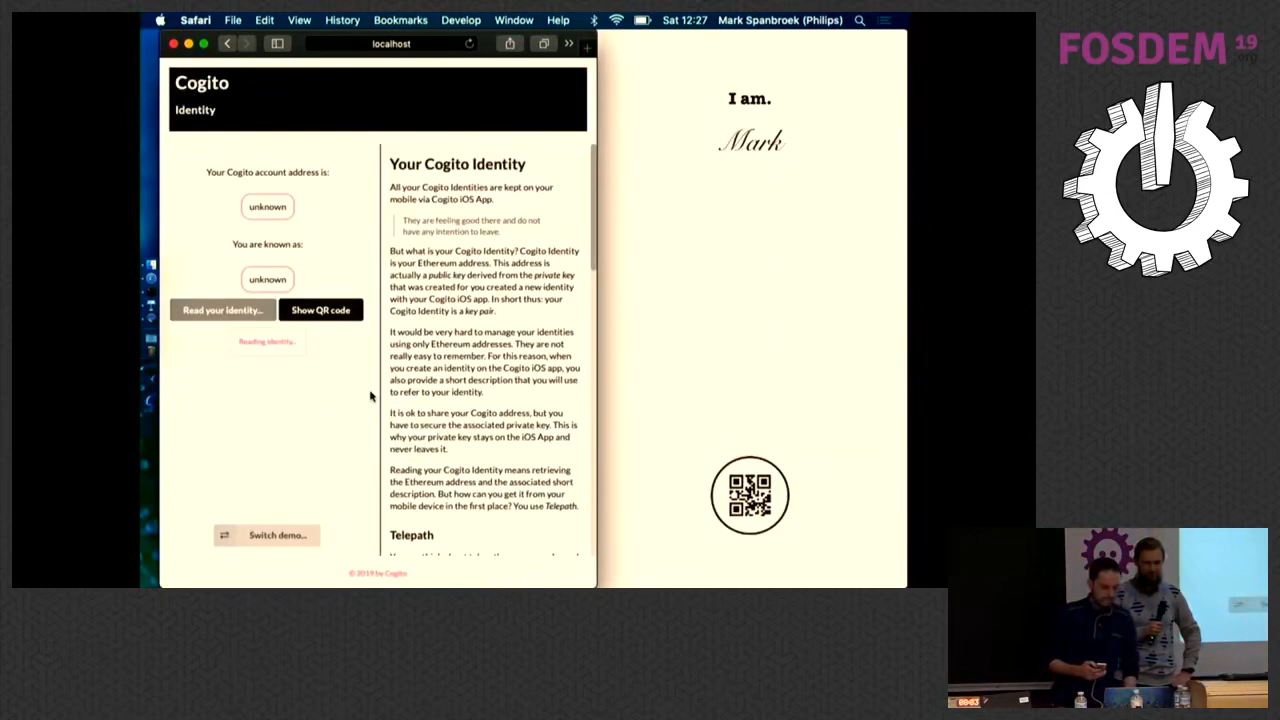 Safari File Edit View History Bookmarks Develop Window Help Sat 12:27 Mark Spanbroek (Philips)
localhost
Cogito
Identity
Your Cogito account address is:
unknown
You are known as:
unknown
Read your identity...
Show QR code
Reading identity..
Switch demo...
Your Cogito Identity
All your Cogito Identities are kept on your
mobile via Cogito iOS App.
They are feeling good there and do not
have any intention to leave.
But what is your Cogito Identity? Cogito Identity
is your Ethereum address. This address is
actually a public key derived from the private key
that was created for you created a new identity
with your Cogito iOS app. In short thus: your
Cogito Identity is a key pair.
It would be very hard to manage your identities
using only Ethereum addresses. They are not
really easy to remember. For this reason, when
you create an identity on the Cogito iOS app, you
also provide a short description that you will use
to refer to your identity.
It is ok to share your Cogito address, but you
have to secure the associated private key. This is
why your private key stays on the iOS App and
never leaves it.
Reading your Cogito Identity means retrieving
the Ethereum address and the associated short
description. But how can you get it from your
mobile device in the first place? You use Telepath.
Telepath
© 2019 by Cogito
I am.
Mark
FOSDEM 19
.org